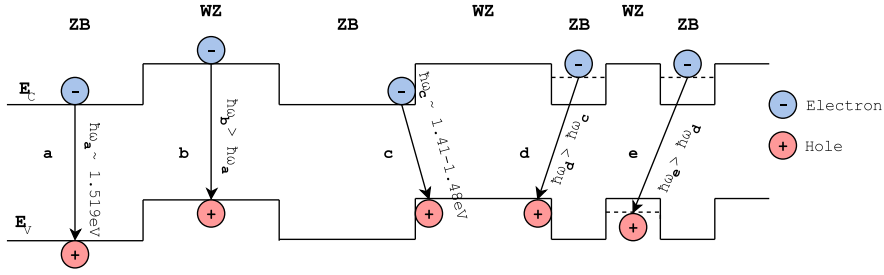 ZB
WZ
ZB
WZ
ZB
WZ
ZB
E_C
E_V
a
ħω_a ~ 1.519eV
b
ħω_b > ħω_a
c
ħω_c ~ 1.41-1.48eV
d
ħω_d > ħω_c
e
ħω_e > ħω_d
-
-
-
-
-
+
+
+
+
+
- Electron
+ Hole